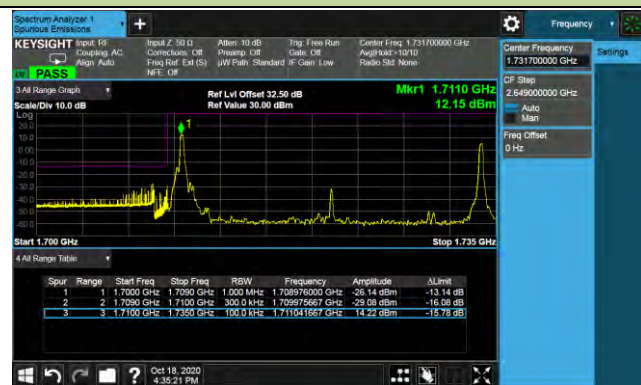 Spectrum Analyzer 1
Spurious Emissions
Frequency
KEYSIGHT Input: RF Input Z: 50 Ω Atten: 10 dB Trig: Free Run Center Freq: 1.731700000 GHz
Coupling: AC Corrections: Off Preamp: Off Gate: Off Avg|Hold:>10/10
Align: Auto Freq Ref: Ext (S) µW Path: Standard IF Gain: Low Radio Std: None
NFE: Off
PASS
Center Frequency
1.731700000 GHz
Settings
CF Step
2.649000000 GHz
Auto
Man
Freq Offset
0 Hz
3 All Range Graph
Ref Lvl Offset 32.50 dB
Mkr1 1.7110 GHz
Scale/Div 10.0 dB
Ref Value 30.00 dBm
12.15 dBm
Log
20.0
10.0
0.00
-10.0
-20.0
-30.0
-40.0
-50.0
-60.0
1
Start 1.700 GHz
Stop 1.735 GHz
4 All Range Table
Spur Range Start Freq Stop Freq RBW Frequency Amplitude ΔLimit
1 1 1.7000 GHz 1.7090 GHz 1.000 MHz 1.708976000 GHz -26.14 dBm -13.14 dB
2 2 1.7090 GHz 1.7100 GHz 300.0 kHz 1.709975667 GHz -29.08 dBm -16.08 dB
3 3 1.7100 GHz 1.7350 GHz 100.0 kHz 1.711041667 GHz 14.22 dBm -15.78 dB
?
Oct 18, 2020
4:35:21 PM